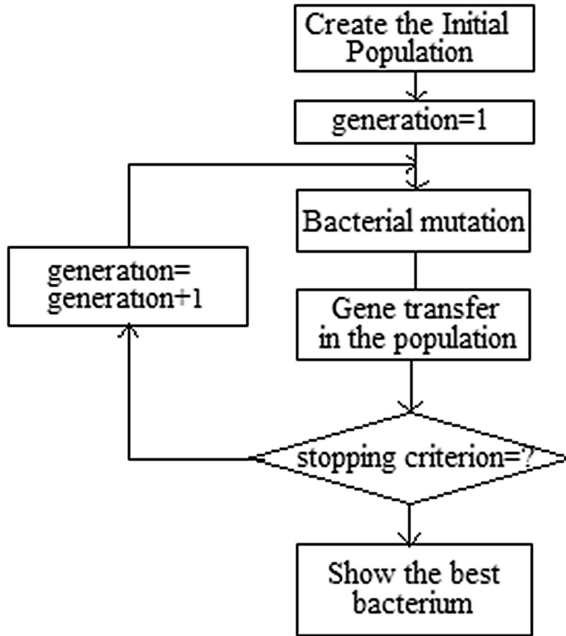 Create the Initial
Population
generation=1
Bacterial mutation
generation=
generation+1
Gene transfer
in the population
stopping criterion=?
Show the best
bacterium